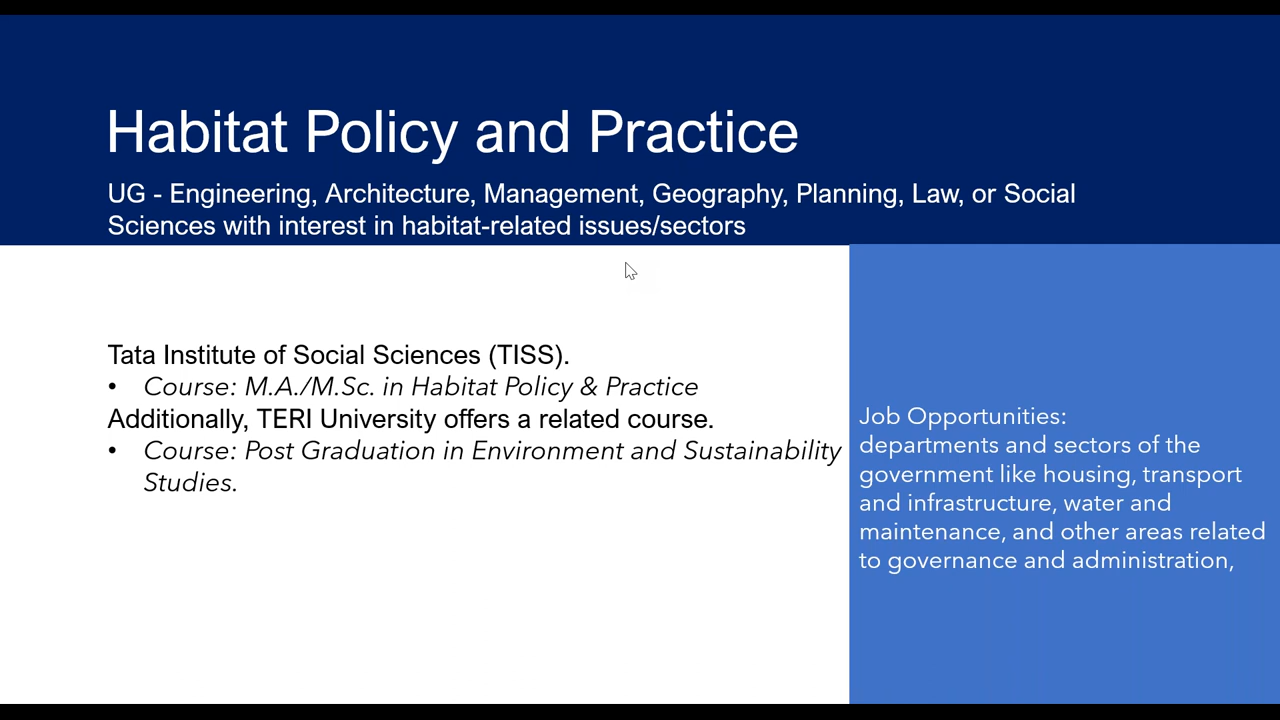 Habitat Policy and Practice
UG - Engineering, Architecture, Management, Geography, Planning, Law, or Social
Sciences with interest in habitat-related issues/sectors
Tata Institute of Social Sciences (TISS).
• Course: M.A./M.Sc. in Habitat Policy & Practice
Additionally, TERI University offers a related course.
• Course: Post Graduation in Environment and Sustainability
Studies.
Job Opportunities:
departments and sectors of the
government like housing, transport
and infrastructure, water and
maintenance, and other areas related
to governance and administration,